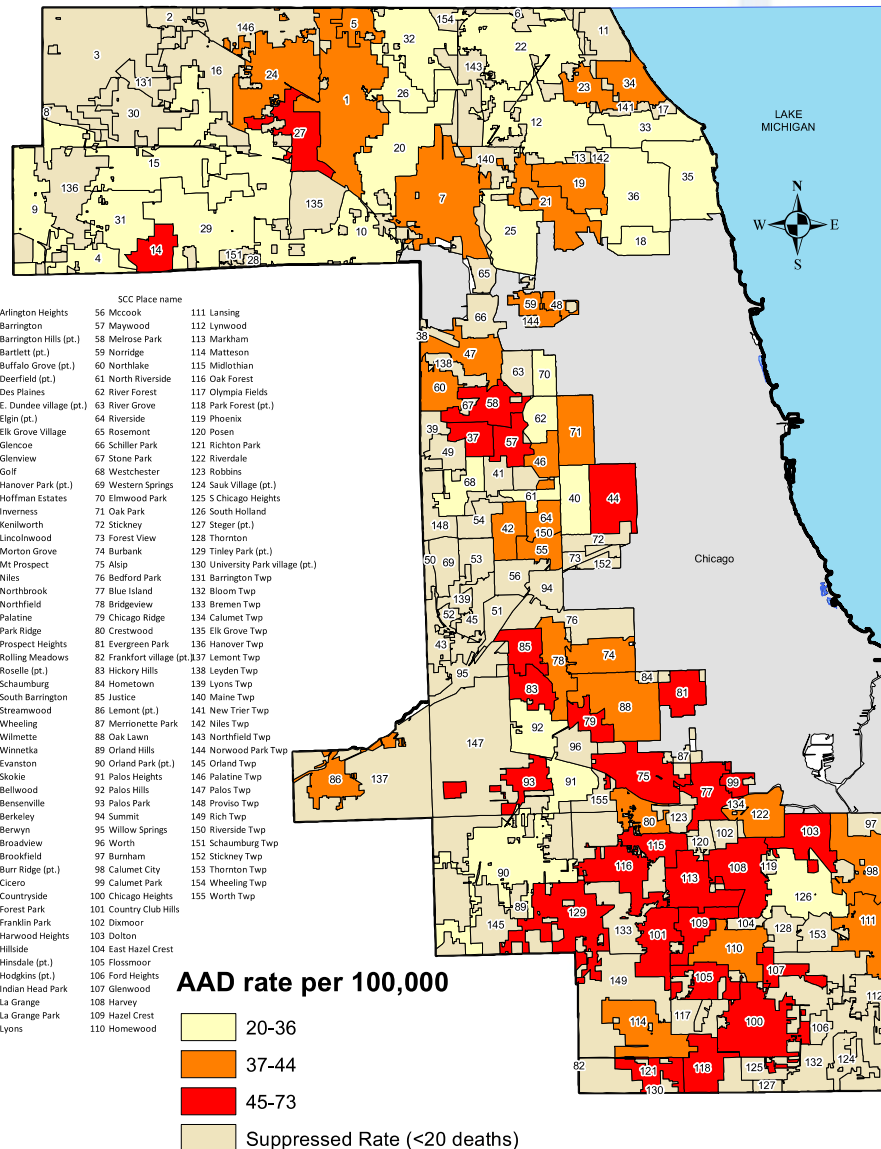 LAKE
MICHIGAN
N
W E
S
Chicago
SCC Place name
Arlington Heights 56 Mccook 111 Lansing
Barrington 57 Maywood 112 Lynwood
Barrington Hills (pt.) 58 Melrose Park 113 Markham
Bartlett (pt.) 59 Norridge 114 Matteson
Buffalo Grove (pt.) 60 Northlake 115 Midlothian
Deerfield (pt.) 61 North Riverside 116 Oak Forest
Des Plaines 62 River Forest 117 Olympia Fields
E. Dundee village (pt.) 63 River Grove 118 Park Forest (pt.)
Elgin (pt.) 64 Riverside 119 Phoenix
Elk Grove Village 65 Rosemont 120 Posen
Glencoe 66 Schiller Park 121 Richton Park
Glenview 67 Stone Park 122 Riverdale
Golf 68 Westchester 123 Robbins
Hanover Park (pt.) 69 Western Springs 124 Sauk Village (pt.)
Hoffman Estates 70 Elmwood Park 125 S Chicago Heights
Inverness 71 Oak Park 126 South Holland
Kenilworth 72 Stickney 127 Steger (pt.)
Lincolnwood 73 Forest View 128 Thornton
Morton Grove 74 Burbank 129 Tinley Park (pt.)
Mt Prospect 75 Alsip 130 University Park village (pt.)
Niles 76 Bedford Park 131 Barrington Twp
Northbrook 77 Blue Island 132 Bloom Twp
Northfield 78 Bridgeview 133 Bremen Twp
Palatine 79 Chicago Ridge 134 Calumet Twp
Park Ridge 80 Crestwood 135 Elk Grove Twp
Prospect Heights 81 Evergreen Park 136 Hanover Twp
Rolling Meadows 82 Frankfort village (pt.) 137 Lemont Twp
Roselle (pt.) 83 Hickory Hills 138 Leyden Twp
Schaumburg 84 Hometown 139 Lyons Twp
South Barrington 85 Justice 140 Maine Twp
Streamwood 86 Lemont (pt.) 141 New Trier Twp
Wheeling 87 Merrionette Park 142 Niles Twp
Wilmette 88 Oak Lawn 143 Northfield Twp
Winnetka 89 Orland Hills 144 Norwood Park Twp
Evanston 90 Orland Park (pt.) 145 Orland Twp
Skokie 91 Palos Heights 146 Palatine Twp
Bellwood 92 Palos Hills 147 Palos Twp
Bensenville 93 Palos Park 148 Proviso Twp
Berkeley 94 Summit 149 Rich Twp
Berwyn 95 Willow Springs 150 Riverside Twp
Broadview 96 Worth 151 Schaumburg Twp
Brookfield 97 Burnham 152 Stickney Twp
Burr Ridge (pt.) 98 Calumet City 153 Thornton Twp
Cicero 99 Calumet Park 154 Wheeling Twp
Countryside 100 Chicago Heights 155 Worth Twp
Forest Park 101 Country Club Hills
Franklin Park 102 Dixmoor
Harwood Heights 103 Dolton
Hillside 104 East Hazel Crest
Hinsdale (pt.) 105 Flossmoor
Hodgkins (pt.) 106 Ford Heights
Indian Head Park 107 Glenwood
La Grange 108 Harvey
La Grange Park 109 Hazel Crest
Lyons 110 Homewood
AAD rate per 100,000
20-36
37-44
45-73
Suppressed Rate (<20 deaths)